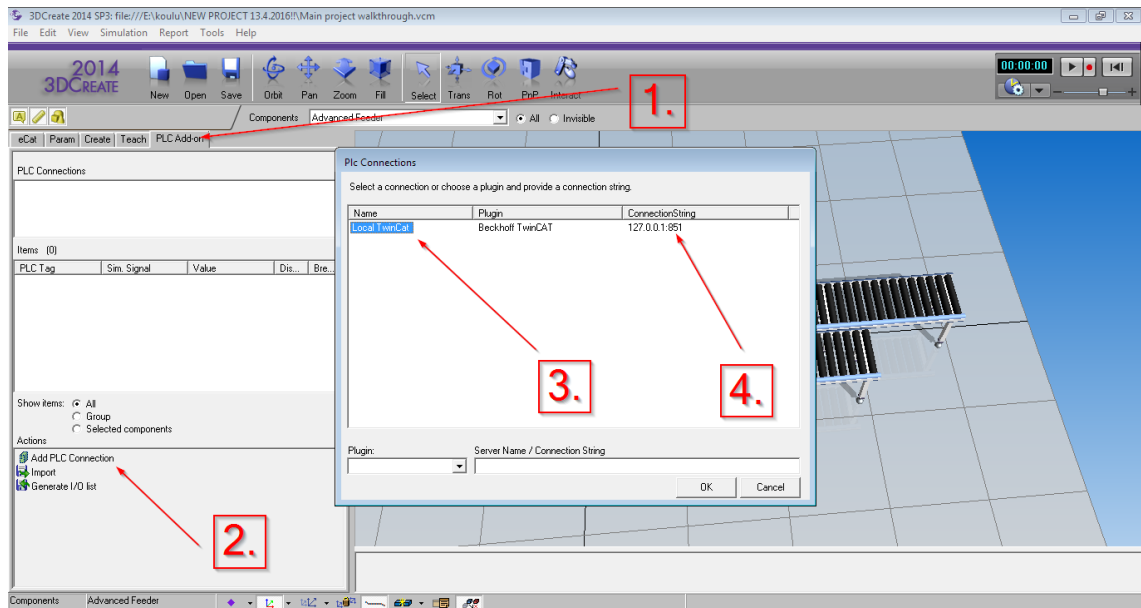 3DCreate 2014 SP3: file:///E:\koulu\NEW PROJECT 13.4.2016!!\Main project walkthrough.vcm
File Edit View Simulation Report Tools Help
2014
3DCREATE
New Open Save Orbit Pan Zoom Fill Select Trans Rot PnP Interact
00:00:00
1.
Components Advanced Feeder All Invisible
eCat Param Create Teach PLC Add-on
PLC Connections
Items (0)
PLC Tag Sim. Signal Value Dis... Bre...
Show items: All
Group
Selected components
Actions
Add PLC Connection
Import
Generate I/O list
2.
Plc Connections
Select a connection or choose a plugin and provide a connection string.
Name Plugin ConnectionString
Local TwinCat Beckhoff TwinCAT 127.0.0.1:851
3.
4.
Plugin: Server Name / Connection String
OK Cancel
Components Advanced Feeder